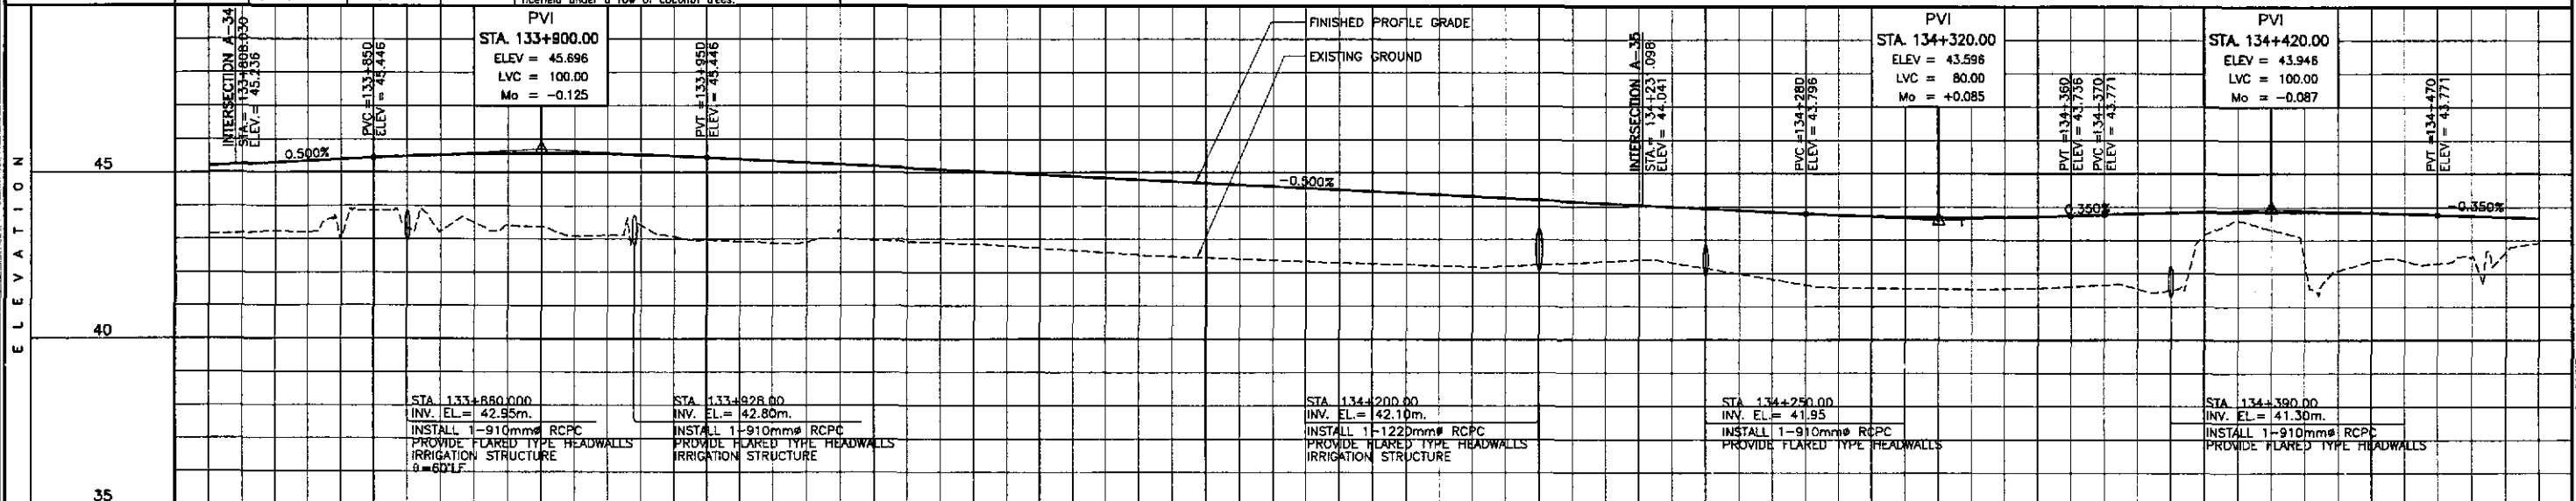 INTERSECTION A-34
STA.= 133+808.030
ELEV.= 45.236
PVC =133+850
ELEV = 45.446
PVI
STA. 133+900.00
ELEV = 45.696
LVC = 100.00
Mo = -0.125
PVT =133+950
ELEV = 45.446
FINISHED PROFILE GRADE
EXISTING GROUND
INTERSECTION A-35
STA.= 134+231.098
ELEV= 44.041
PVC =134+280
ELEV = 43.796
PVI
STA. 134+320.00
ELEV = 43.596
LVC = 80.00
Mo = +0.085
PVT =134+360
ELEV = 43.736
PVC =134+370
ELEV = 43.771
PVI
STA. 134+420.00
ELEV = 43.946
LVC = 100.00
Mo = -0.087
PVT =134+470
ELEV = 43.771
0.500%
-0.500%
0.350%
-0.350%
ELEVATION
45
40
35
STA. 133+860.000
INV. EL.= 42.95m.
INSTALL 1-910mmø RCPC
PROVIDE FLARED TYPE HEADWALLS
IRRIGATION STRUCTURE
θ=60°LF
STA. 133+928.00
INV. EL.= 42.80m.
INSTALL 1-910mmø RCPC
PROVIDE FLARED TYPE HEADWALLS
IRRIGATION STRUCTURE
STA. 134+200.00
INV. EL.= 42.10m.
INSTALL 1-1220mmø RCPC
PROVIDE FLARED TYPE HEADWALLS
IRRIGATION STRUCTURE
STA. 134+250.00
INV. EL.= 41.95
INSTALL 1-910mmø RCPC
PROVIDE FLARED TYPE HEADWALLS
STA. 134+390.00
INV. EL.= 41.30m.
INSTALL 1-910mmø RCPC
PROVIDE FLARED TYPE HEADWALLS